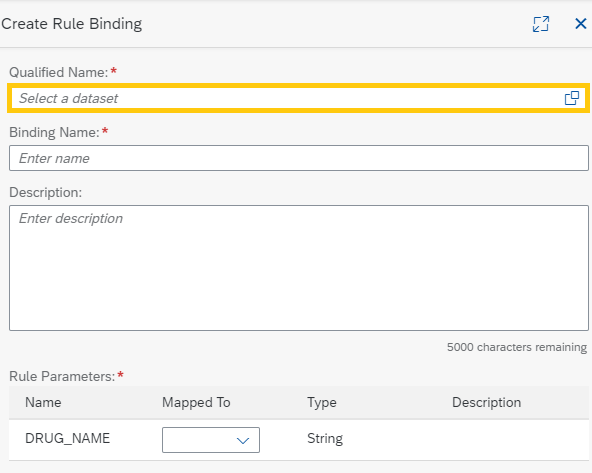 Create Rule Binding
Qualified Name:*
Select a dataset
Binding Name:*
Enter name
Description:
Enter description
5000 characters remaining
Rule Parameters:*
Name Mapped To Type Description
DRUG_NAME String